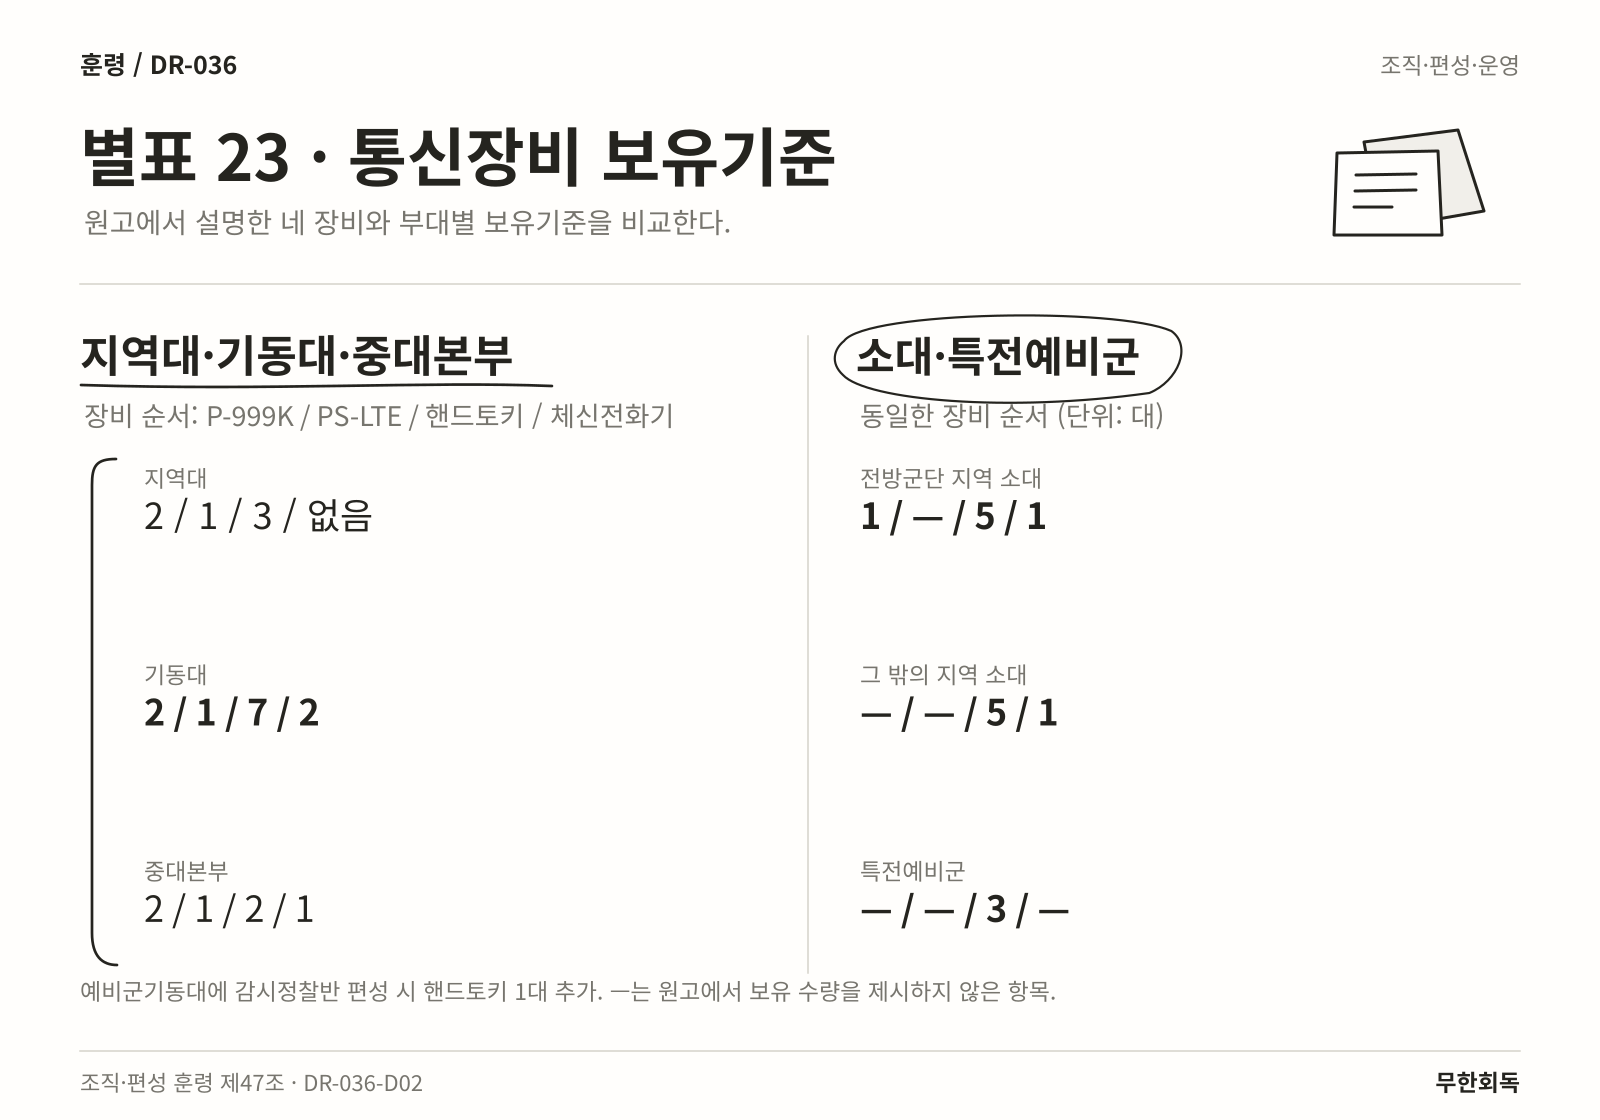 훈령 / DR-036
조직·편성·운영
별표 23 · 통신장비 보유기준
원고에서 설명한 네 장비와 부대별 보유기준을 비교한다.
지역대·기동대·중대본부
장비 순서: P-999K / PS-LTE / 핸드토키 / 체신전화기
지역대
2 / 1 / 3 / 없음
기동대
2 / 1 / 7 / 2
중대본부
2 / 1 / 2 / 1
소대·특전예비군
동일한 장비 순서 (단위: 대)
전방군단 지역 소대
1 / — / 5 / 1
그 밖의 지역 소대
— / — / 5 / 1
특전예비군
— / — / 3 / —
예비군기동대에 감시정찰반 편성 시 핸드토키 1대 추가. —는 원고에서 보유 수량을 제시하지 않은 항목.
조직·편성 훈령 제47조 · DR-036-D02
무한회독